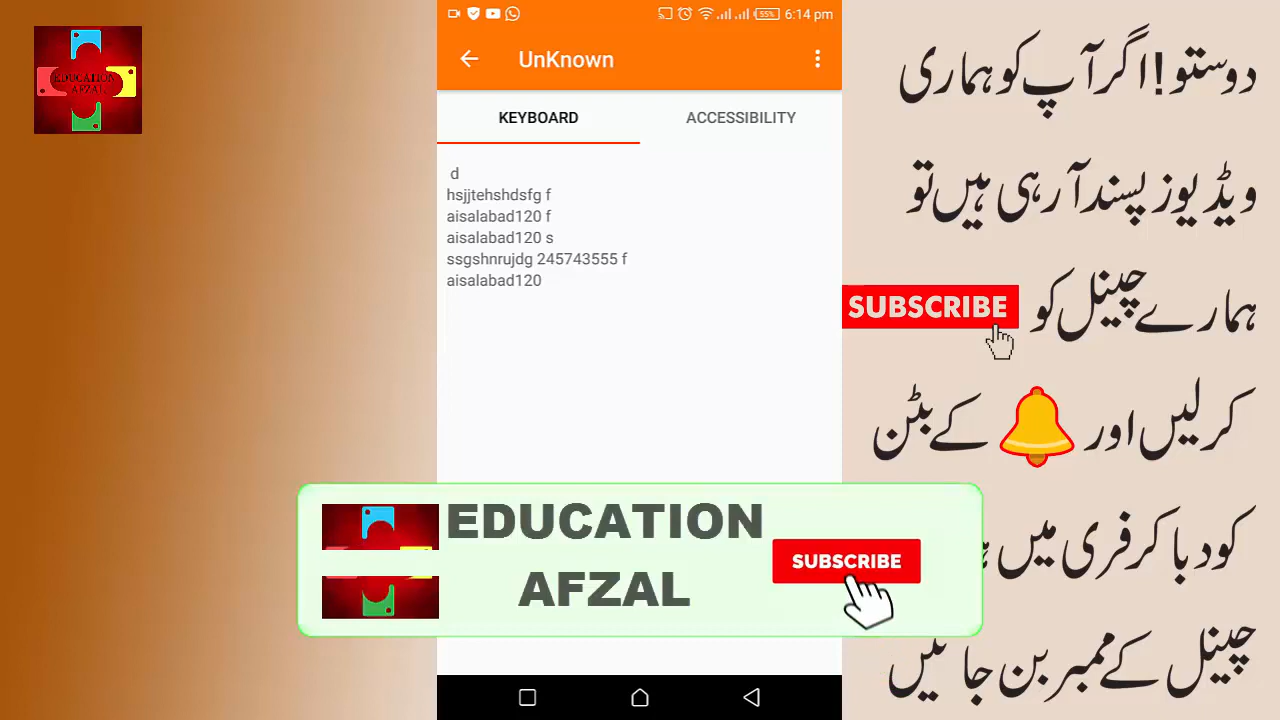 EDUCATION
AFZAL
55%
6:14 pm
UnKnown
KEYBOARD
ACCESSIBILITY
d
hsjjtehshdsfg f
aisalabad120 f
aisalabad120 s
ssgshnrujdg 245743555 f
aisalabad120
دوستو! اگر آپ کو ہماری
ویڈیوز پسند آ رہی ہیں تو
ہمارے چینل کو SUBSCRIBE
کرلیں اور کے بٹن
کو دبا کر فری میں
چینل کے ممبر بن جائیں
EDUCATION
AFZAL
SUBSCRIBE